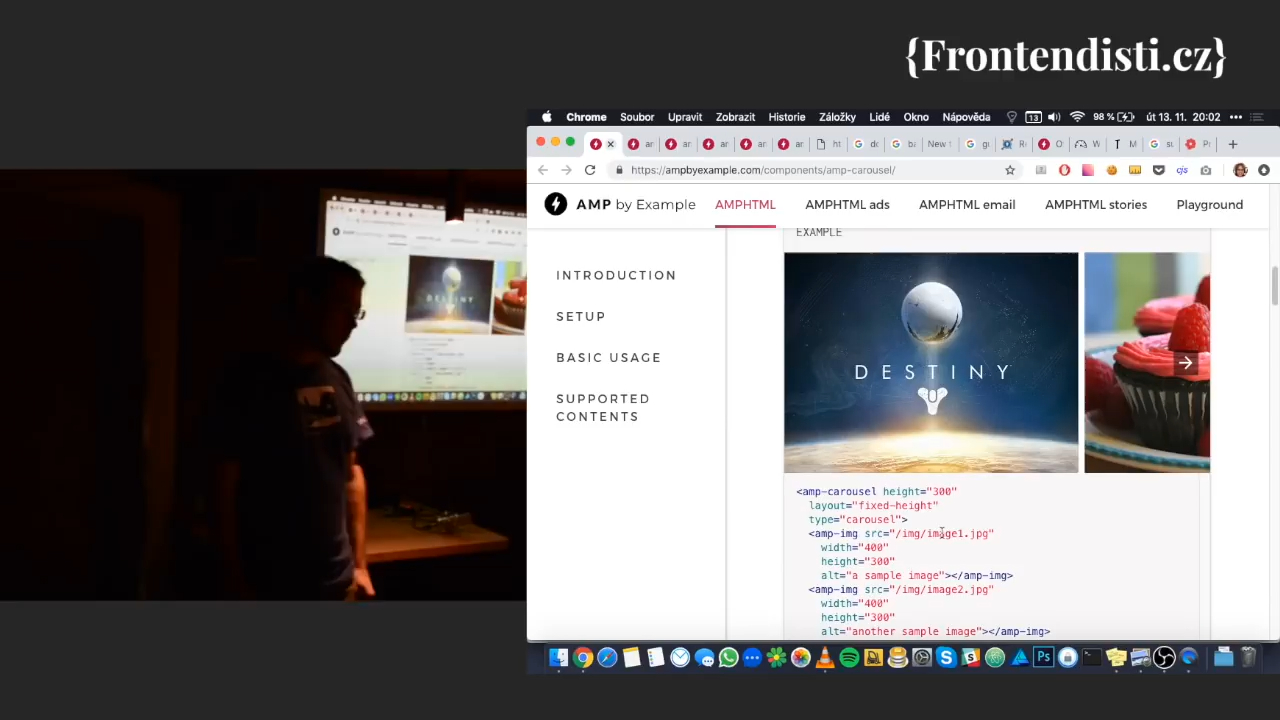 {Frontendisti.cz}
Chrome Soubor Upravit Zobrazit Historie Záložky Lidé Okno Nápověda 13 98 % út 13. 11. 20:02
https://ampbyexample.com/components/amp-carousel/
AMP by Example AMPHTML AMPHTML ads AMPHTML email AMPHTML stories Playground
EXAMPLE
INTRODUCTION
SETUP
BASIC USAGE
SUPPORTED
CONTENTS
DESTINY
<amp-carousel height="300"
layout="fixed-height"
type="carousel">
<amp-img src="/img/image1.jpg"
width="400"
height="300"
alt="a sample image"></amp-img>
<amp-img src="/img/image2.jpg"
width="400"
height="300"
alt="another sample image"></amp-img>